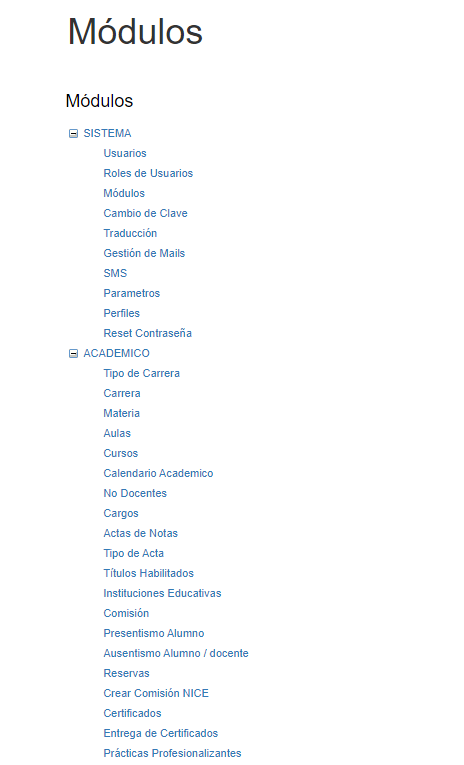 Módulos
Módulos
SISTEMA
Usuarios
Roles de Usuarios
Módulos
Cambio de Clave
Traducción
Gestión de Mails
SMS
Parametros
Perfiles
Reset Contraseña
ACADEMICO
Tipo de Carrera
Carrera
Materia
Aulas
Cursos
Calendario Academico
No Docentes
Cargos
Actas de Notas
Tipo de Acta
Títulos Habilitados
Instituciones Educativas
Comisión
Presentismo Alumno
Ausentismo Alumno / docente
Reservas
Crear Comisión NICE
Certificados
Entrega de Certificados
Prácticas Profesionalizantes